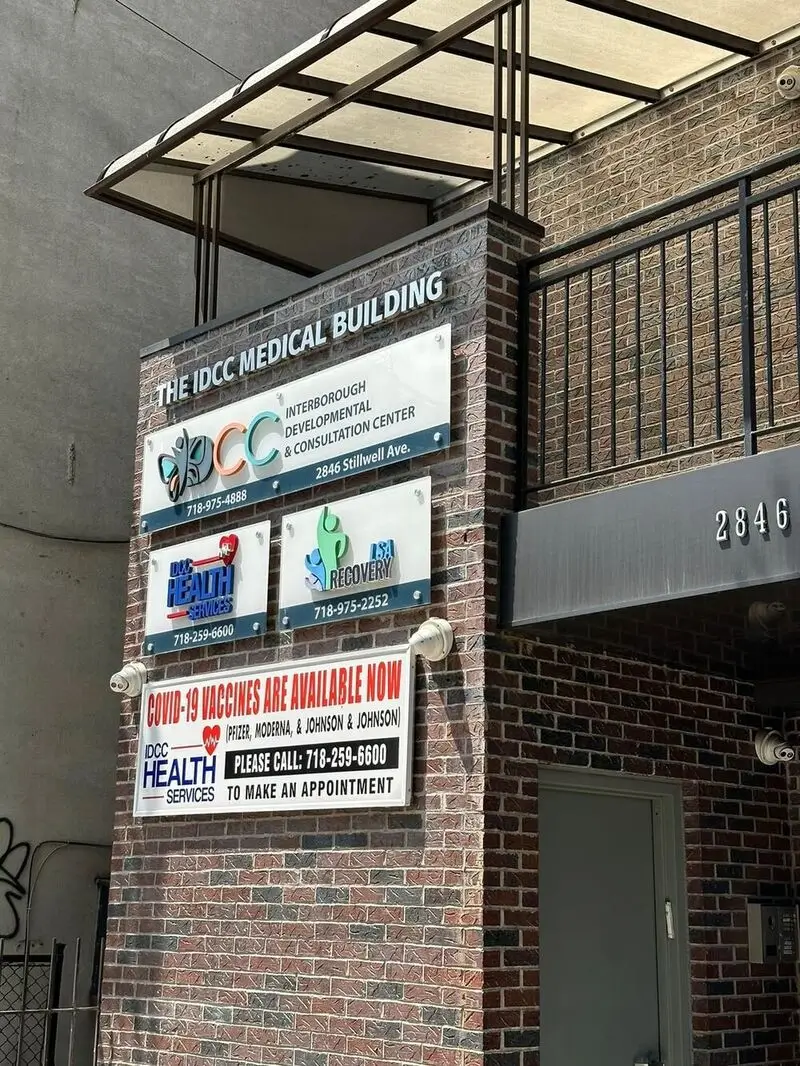 THE IDCC MEDICAL BUILDING
IDCC
INTERBOROUGH
DEVELOPMENTAL
& CONSULTATION CENTER
718-975-4888
2846 Stillwell Ave.
IDCC
HEALTH
SERVICES
718-259-6600
LSA
RECOVERY
718-975-2252
2846
COVID-19 VACCINES ARE AVAILABLE NOW
(PFIZER, MODERNA, & JOHNSON & JOHNSON)
IDCC
HEALTH
SERVICES
PLEASE CALL: 718-259-6600
TO MAKE AN APPOINTMENT